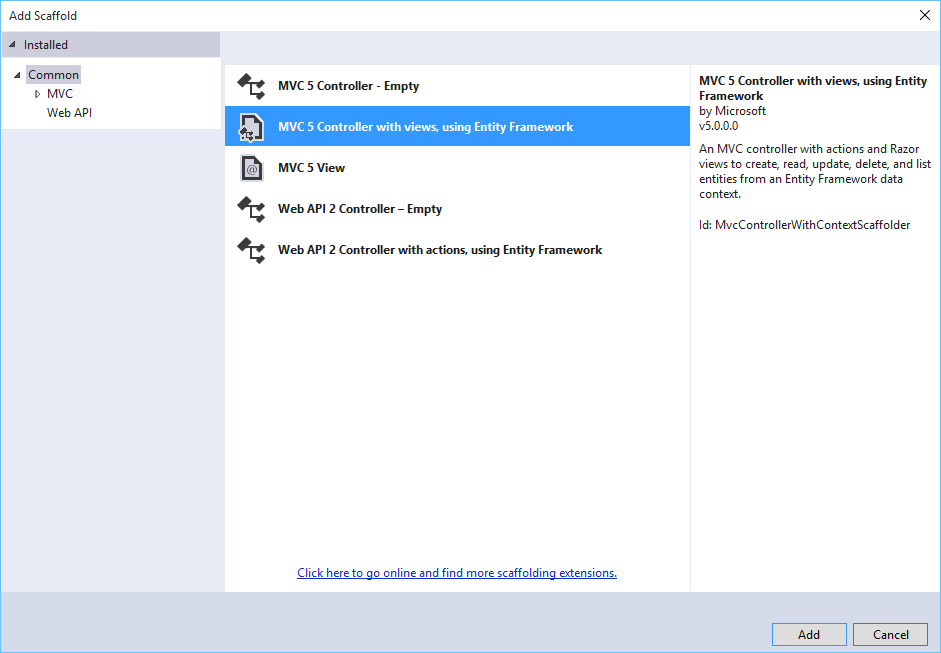 Add Scaffold
Installed
Common
MVC
Web API
MVC 5 Controller - Empty
MVC 5 Controller with views, using Entity Framework
MVC 5 View
Web API 2 Controller – Empty
Web API 2 Controller with actions, using Entity Framework
Click here to go online and find more scaffolding extensions.
MVC 5 Controller with views, using Entity
Framework
by Microsoft
v5.0.0.0
An MVC controller with actions and Razor
views to create, read, update, delete, and list
entities from an Entity Framework data
context.
Id: MvcControllerWithContextScaffolder
Add
Cancel